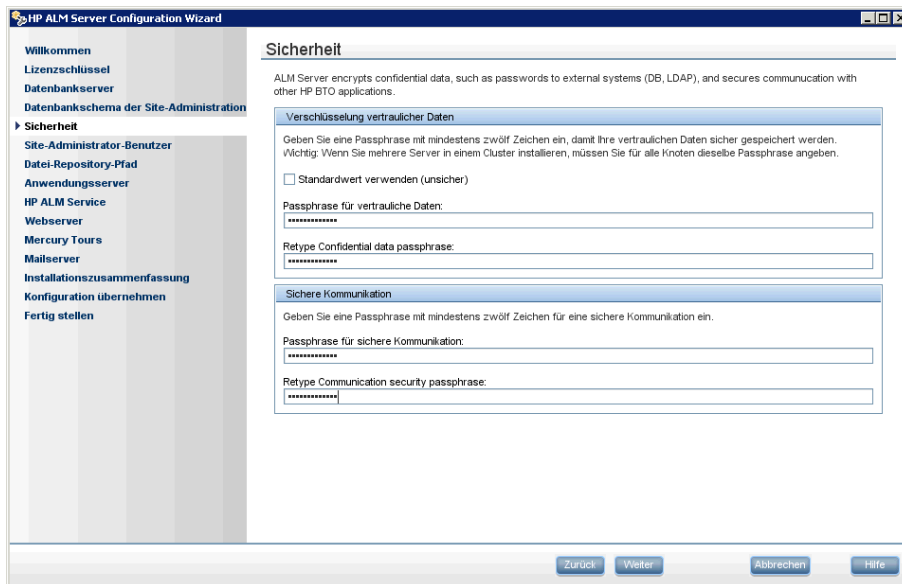 HP ALM Server Configuration Wizard
Willkommen
Lizenzschlüssel
Datenbankserver
Datenbankschema der Site-Administration
Sicherheit
Site-Administrator-Benutzer
Datei-Repository-Pfad
Anwendungsserver
HP ALM Service
Webserver
Mercury Tours
Mailserver
Installationszusammenfassung
Konfiguration übernehmen
Fertig stellen
Sicherheit
ALM Server encrypts confidential data, such as passwords to external systems (DB, LDAP), and secures communucation with
other HP BTO applications.
Verschlüsselung vertraulicher Daten
Geben Sie eine Passphrase mit mindestens zwölf Zeichen ein, damit Ihre vertraulichen Daten sicher gespeichert werden.
Wichtig: Wenn Sie mehrere Server in einem Cluster installieren, müssen Sie für alle Knoten dieselbe Passphrase angeben.
Standardwert verwenden (unsicher)
Passphrase für vertrauliche Daten:
Retype Confidential data passphrase:
Sichere Kommunikation
Geben Sie eine Passphrase mit mindestens zwölf Zeichen für eine sichere Kommunikation ein.
Passphrase für sichere Kommunikation:
Retype Communication security passphrase:
Zurück
Weiter
Abbrechen
Hilfe